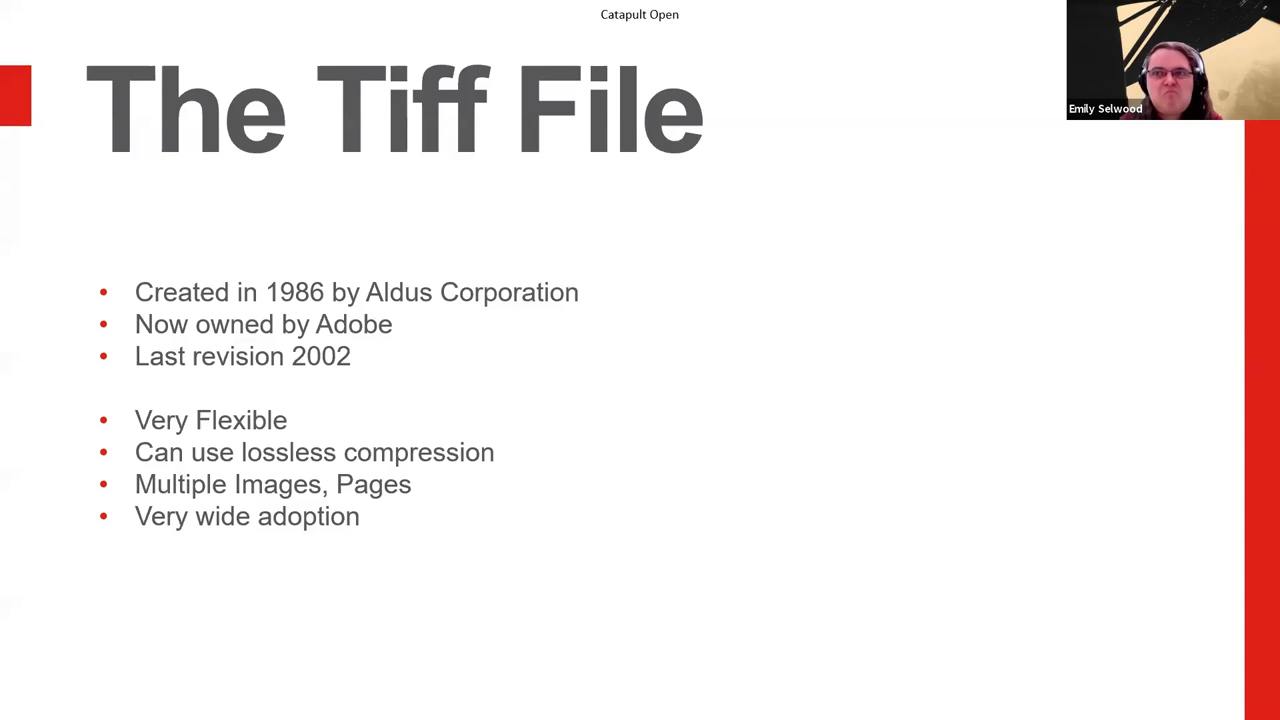 Catapult Open
The Tiff File
Emily Selwood
• Created in 1986 by Aldus Corporation
• Now owned by Adobe
• Last revision 2002
• Very Flexible
• Can use lossless compression
• Multiple Images, Pages
• Very wide adoption